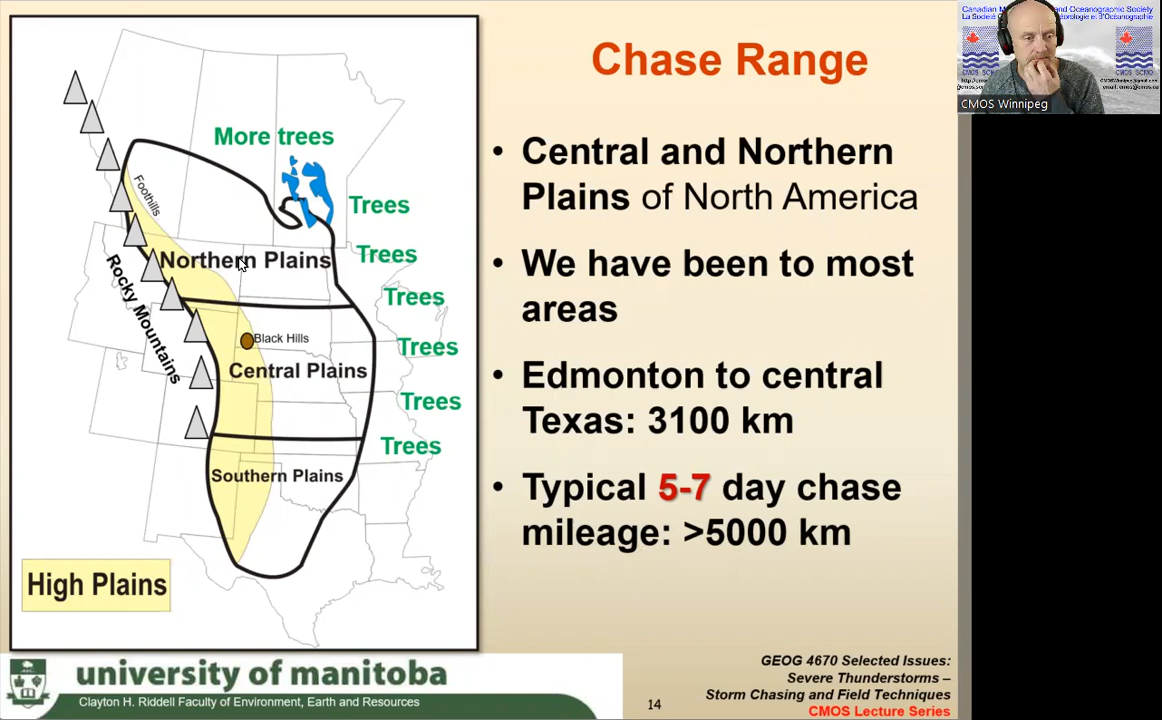 Chase Range
• Central and Northern
Plains of North America
• We have been to most
areas
• Edmonton to central
Texas: 3100 km
• Typical 5-7 day chase
mileage: >5000 km
More trees
Trees
Trees
Trees
Trees
Trees
Trees
Foothills
Northern Plains
Rocky Mountains
Black Hills
Central Plains
Southern Plains
High Plains
university of manitoba
Clayton H. Riddell Faculty of Environment, Earth and Resources
14
GEOG 4670 Selected Issues:
Severe Thunderstorms –
Storm Chasing and Field Techniques
CMOS Lecture Series
and Oceanographic Society
CMOS Winnipeg